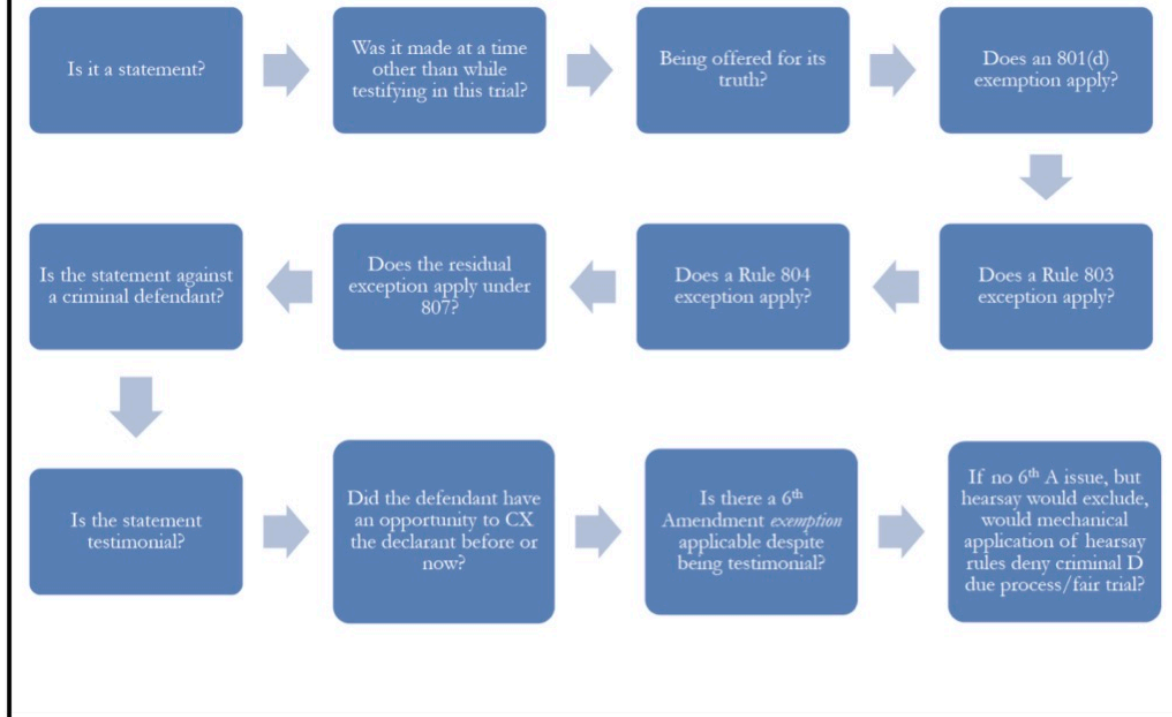 Is it a statement?
Was it made at a time
other than while
testifying in this trial?
Being offered for its
truth?
Does an 801(d)
exemption apply?
Does a Rule 803
exception apply?
Does a Rule 804
exception apply?
Does the residual
exception apply under
807?
Is the statement against
a criminal defendant?
Is the statement
testimonial?
Did the defendant have
an opportunity to CX
the declarant before or
now?
Is there a 6th
Amendment exemption
applicable despite
being testimonial?
If no 6th A issue, but
hearsay would exclude,
would mechanical
application of hearsay
rules deny criminal D
due process/fair trial?